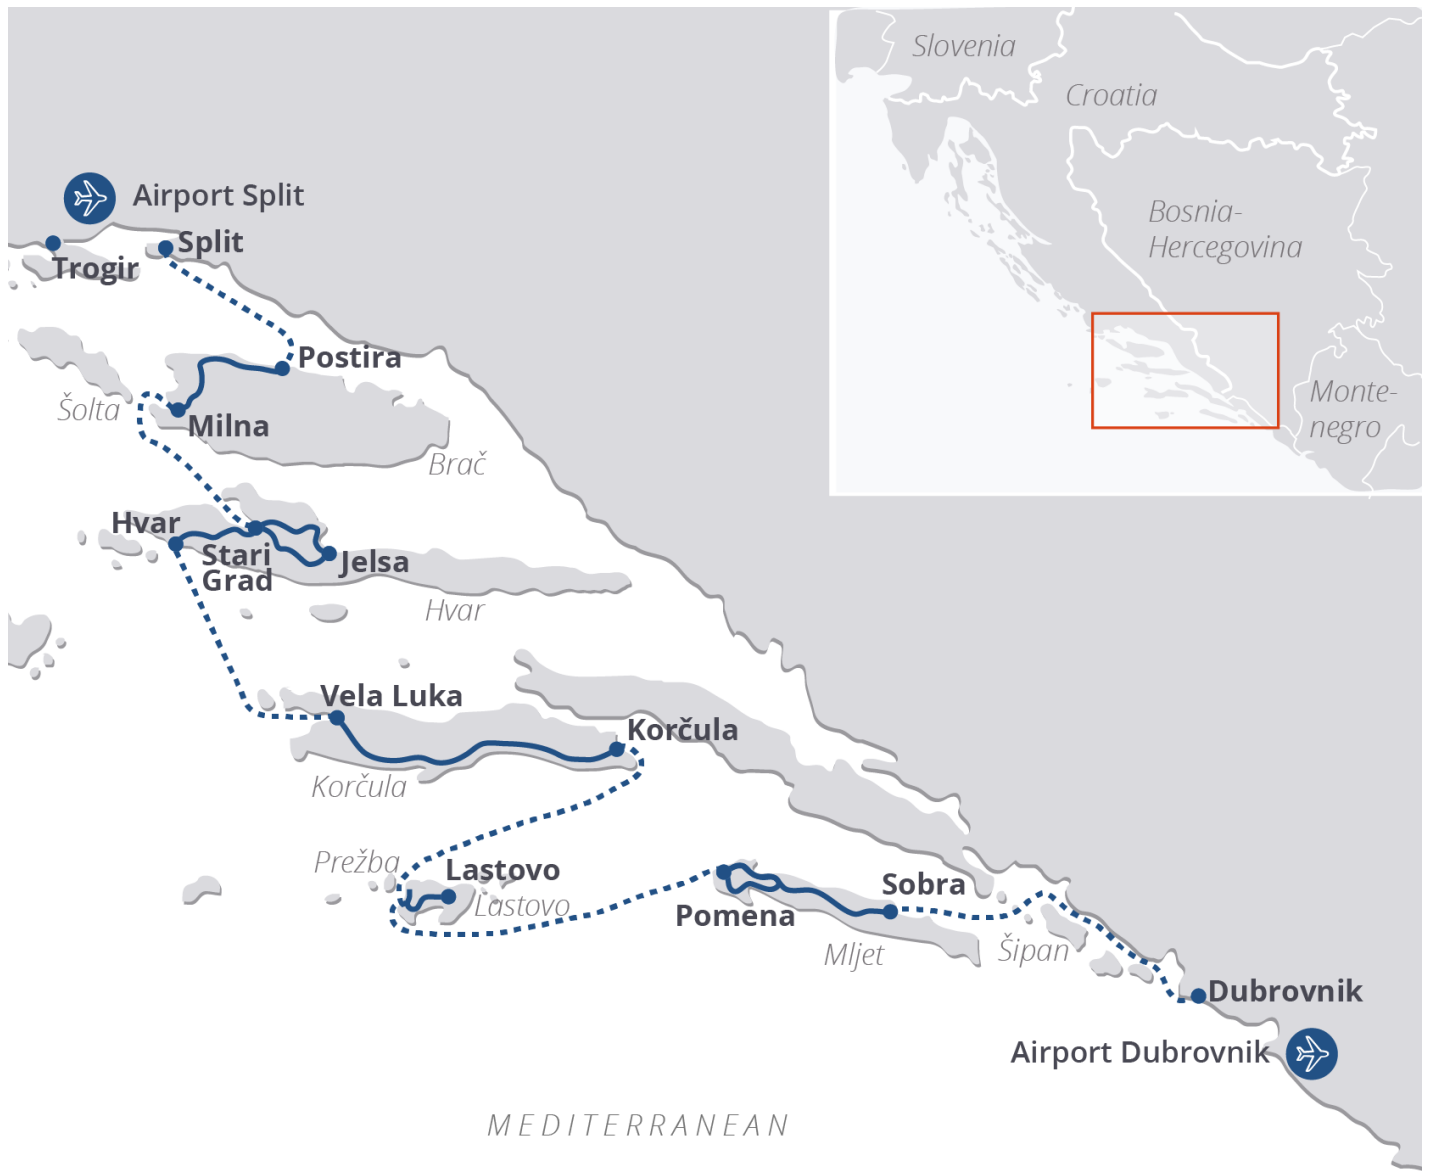 Slovenia
Croatia
Bosnia-
Hercegovina
Monte-
negro
Airport Split
Split
Trogir
Postira
Šolta
Milna
Brač
Hvar
Stari
Grad
Jelsa
Hvar
Vela Luka
Korčula
Korčula
Prežba
Lastovo
Lastovo
Sobra
Pomena
Mljet
Šipan
Dubrovnik
Airport Dubrovnik
MEDITERRANEAN